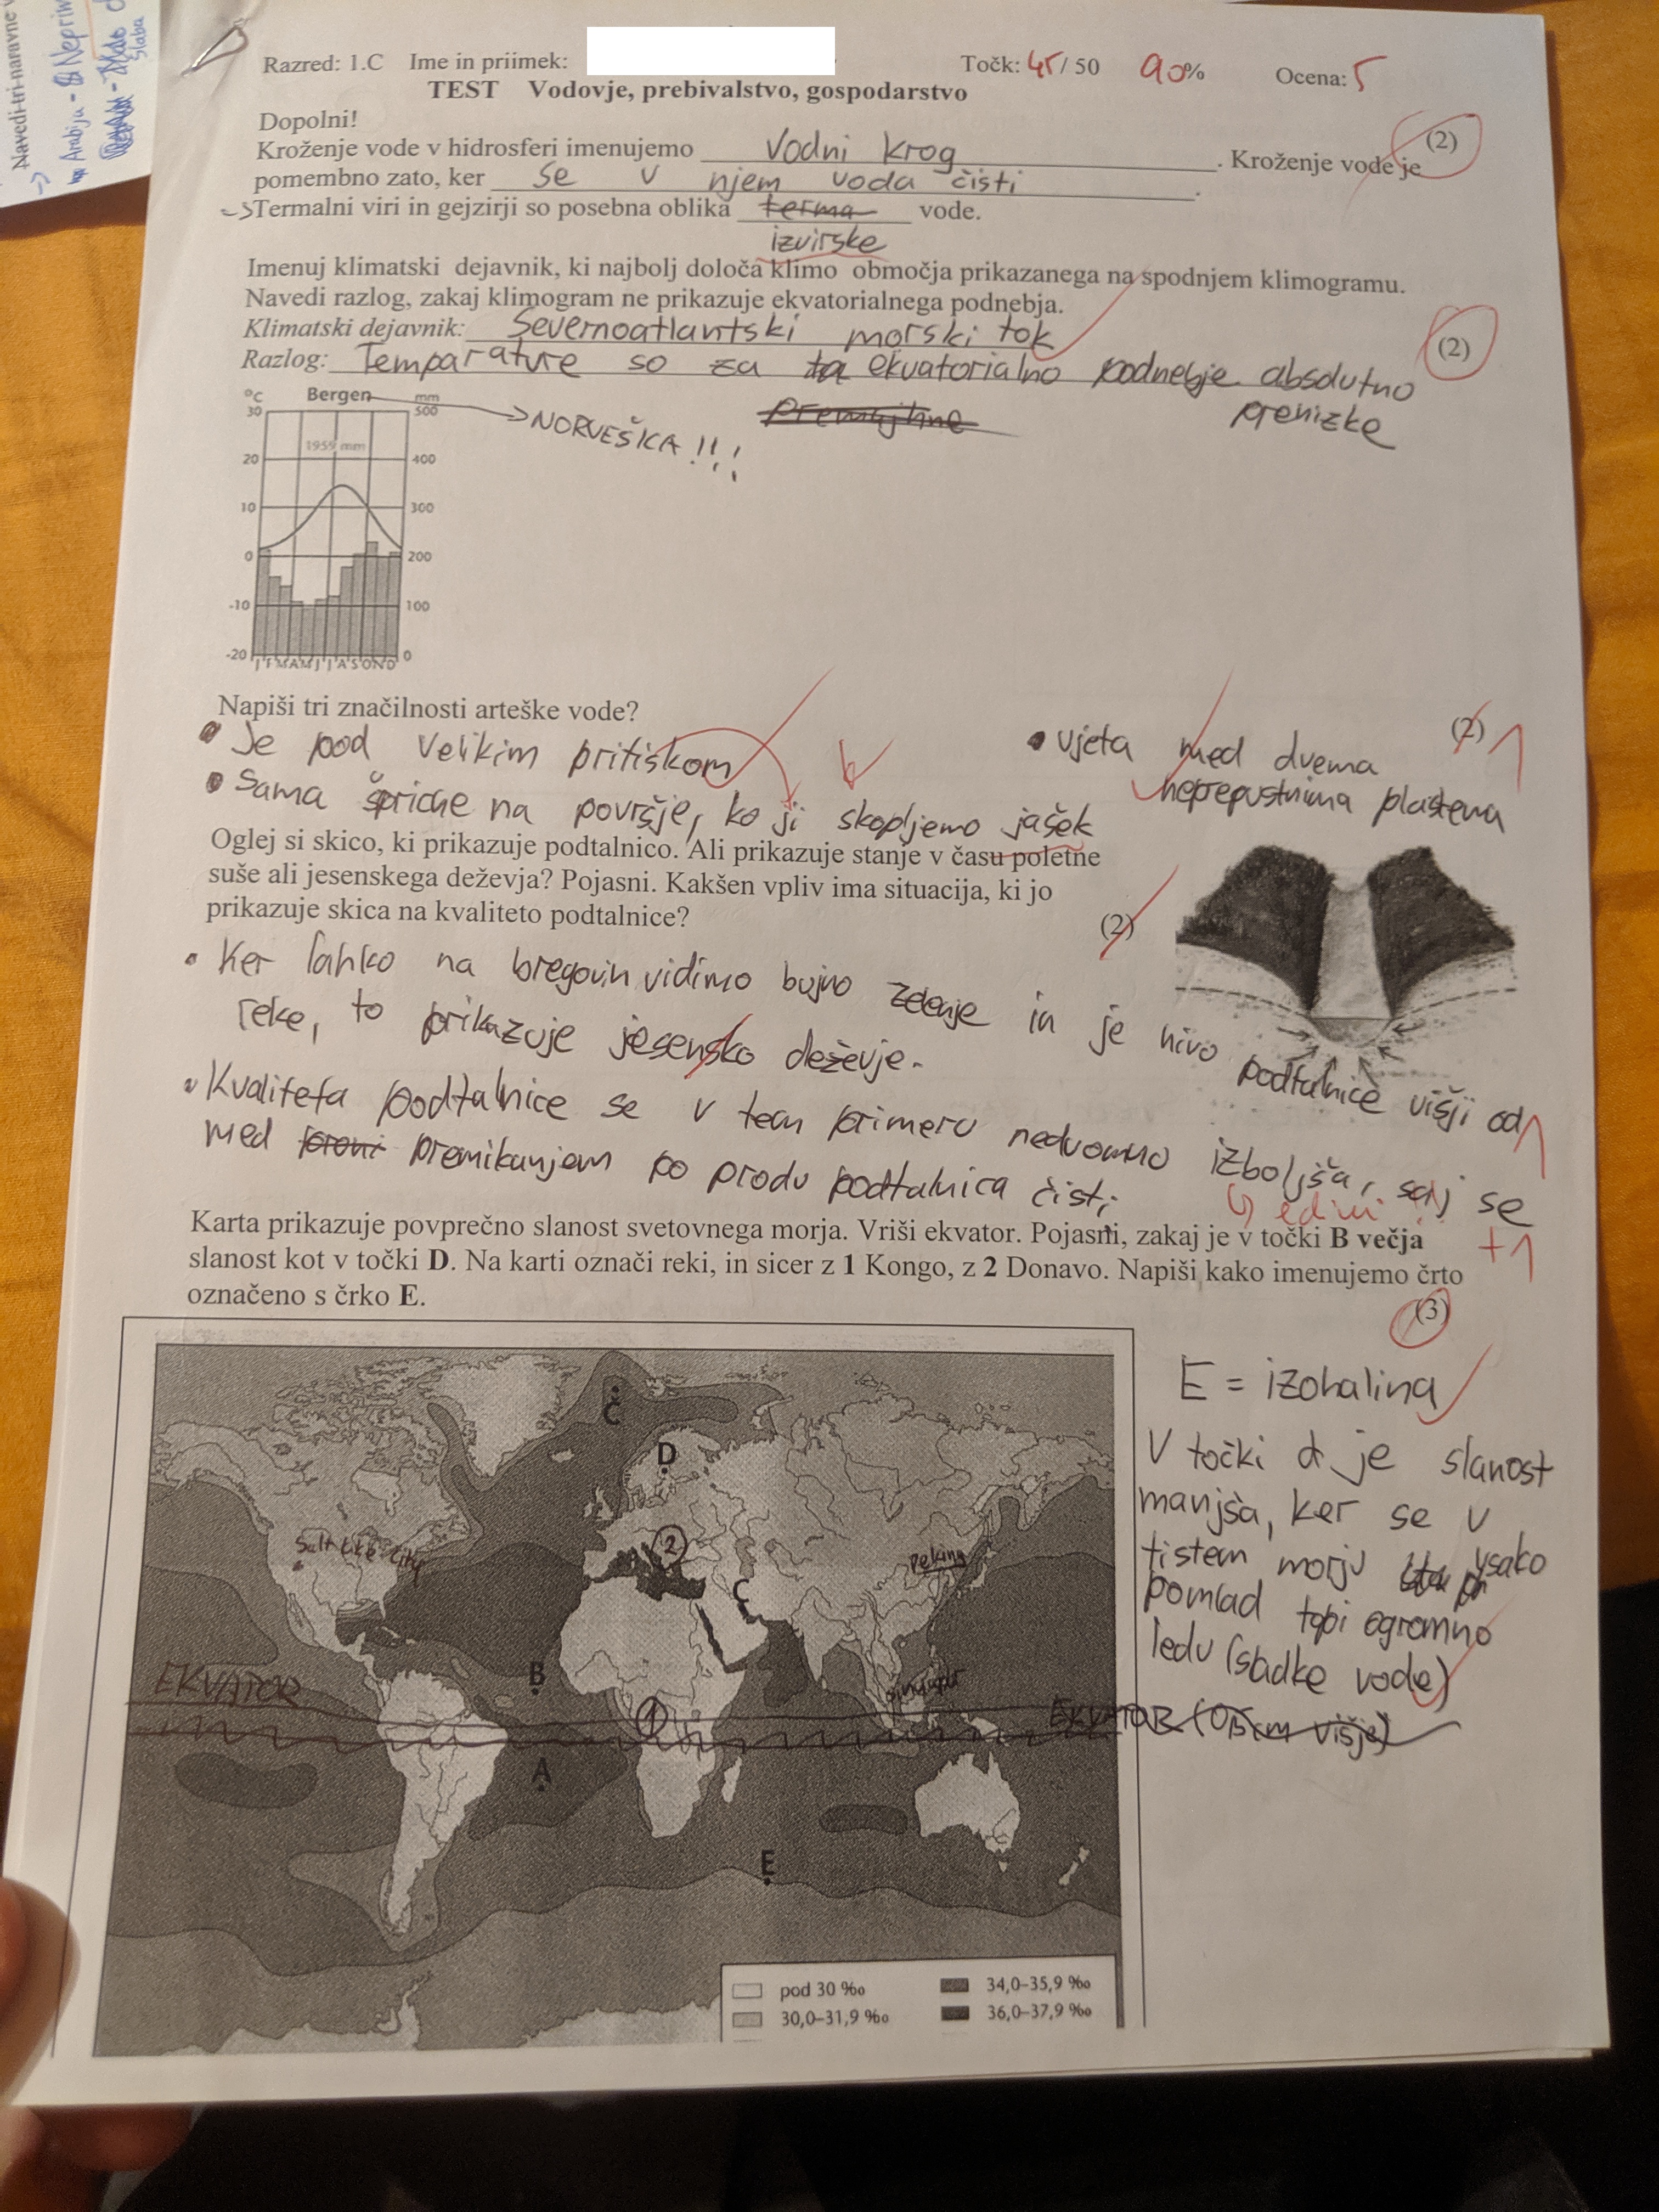 Navedi tri naravne
-> Arabija - Neprim
Malo
slaba
Razred: 1.C Ime in priimek: Točk: 45/ 50 90% Ocena: 5
TEST Vodovje, prebivalstvo, gospodarstvo
Dopolni!
Kroženje vode v hidrosferi imenujemo Vodni krog. Kroženje vode je (2)
pomembno zato, ker se v njem voda čisti.
->Termalni viri in gejzirji so posebna oblika terma vode.
izvirske
Imenuj klimatski dejavnik, ki najbolj določa klimo območja prikazanega na spodnjem klimogramu.
Navedi razlog, zakaj klimogram ne prikazuje ekvatorialnega podnebja.
Klimatski dejavnik: Severnoatlantski morski tok
Razlog: Temparature so za ta ekvatorialno podnebje absolutno (2)
prenizke
°C Bergen mm
-> NORVEŠKA !!!
30 500
1959 mm
20 400
10 300
0 200
-10 100
-20 0
J F M A M J J A S O N D
Napiši tri značilnosti arteške vode? (2) 1
• Je pod velikim pritiskom
• Sama špricne na površje, ko ji skopljemo jašek
• ujeta med dvema
neprepustnima plastema
Oglej si skico, ki prikazuje podtalnico. Ali prikazuje stanje v času poletne
suše ali jesenskega deževja? Pojasni. Kakšen vpliv ima situacija, ki jo
prikazuje skica na kvaliteto podtalnice? (2)
• Ker lahko na bregovih vidimo bujno zelenje in je nivo podtalnice višji od
reke, to prikazuje jesensko deževje.
1
• Kvaliteta podtalnice se v tem primeru nedvomno izboljša, saj se
med premikanjem po produ podtalnica čisti
edini !!
+1
Karta prikazuje povprečno slanost svetovnega morja. Vriši ekvator. Pojasni, zakaj je v točki B večja
slanost kot v točki D. Na karti označi reki, in sicer z 1 Kongo, z 2 Donavo. Napiši kako imenujemo črto
označeno s črko E. (3)
E = izohalina
V točki d je slanost
manjša, ker se v
tistem morju vsako
pomlad topi ogromno
ledu (sladke vode)
Č
D
Salt Lake City
2
Peking
C
B
Singapur
EKVATOR
1
EKVATOR (0,5 cm višje)
A
E
pod 30 ‰ 34,0–35,9 ‰
30,0–31,9 ‰ 36,0–37,9 ‰